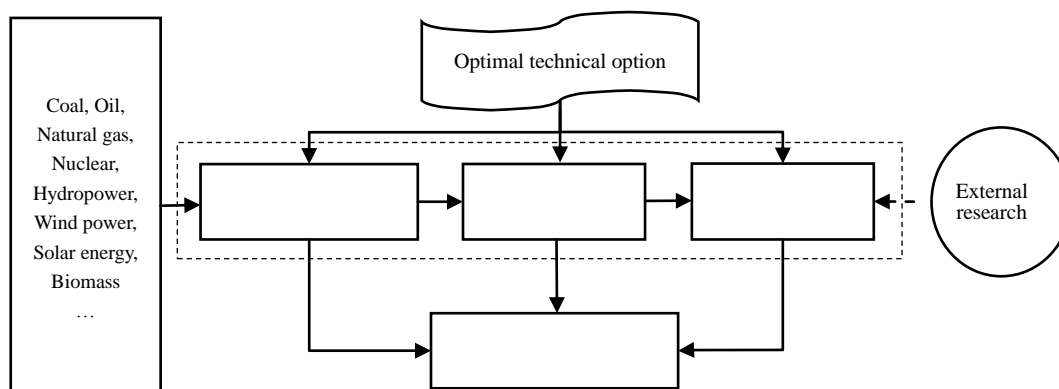 Optimal technical option
Coal, Oil,
Natural gas,
Nuclear,
Hydropower,
Wind power,
Solar energy,
Biomass
…
External
research